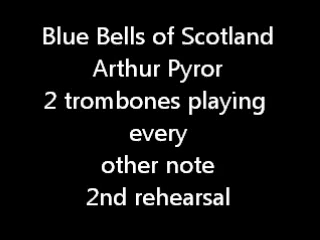 Blue Bells of Scotland
Arthur Pyror
2 trombones playing
every
other note
2nd rehearsal